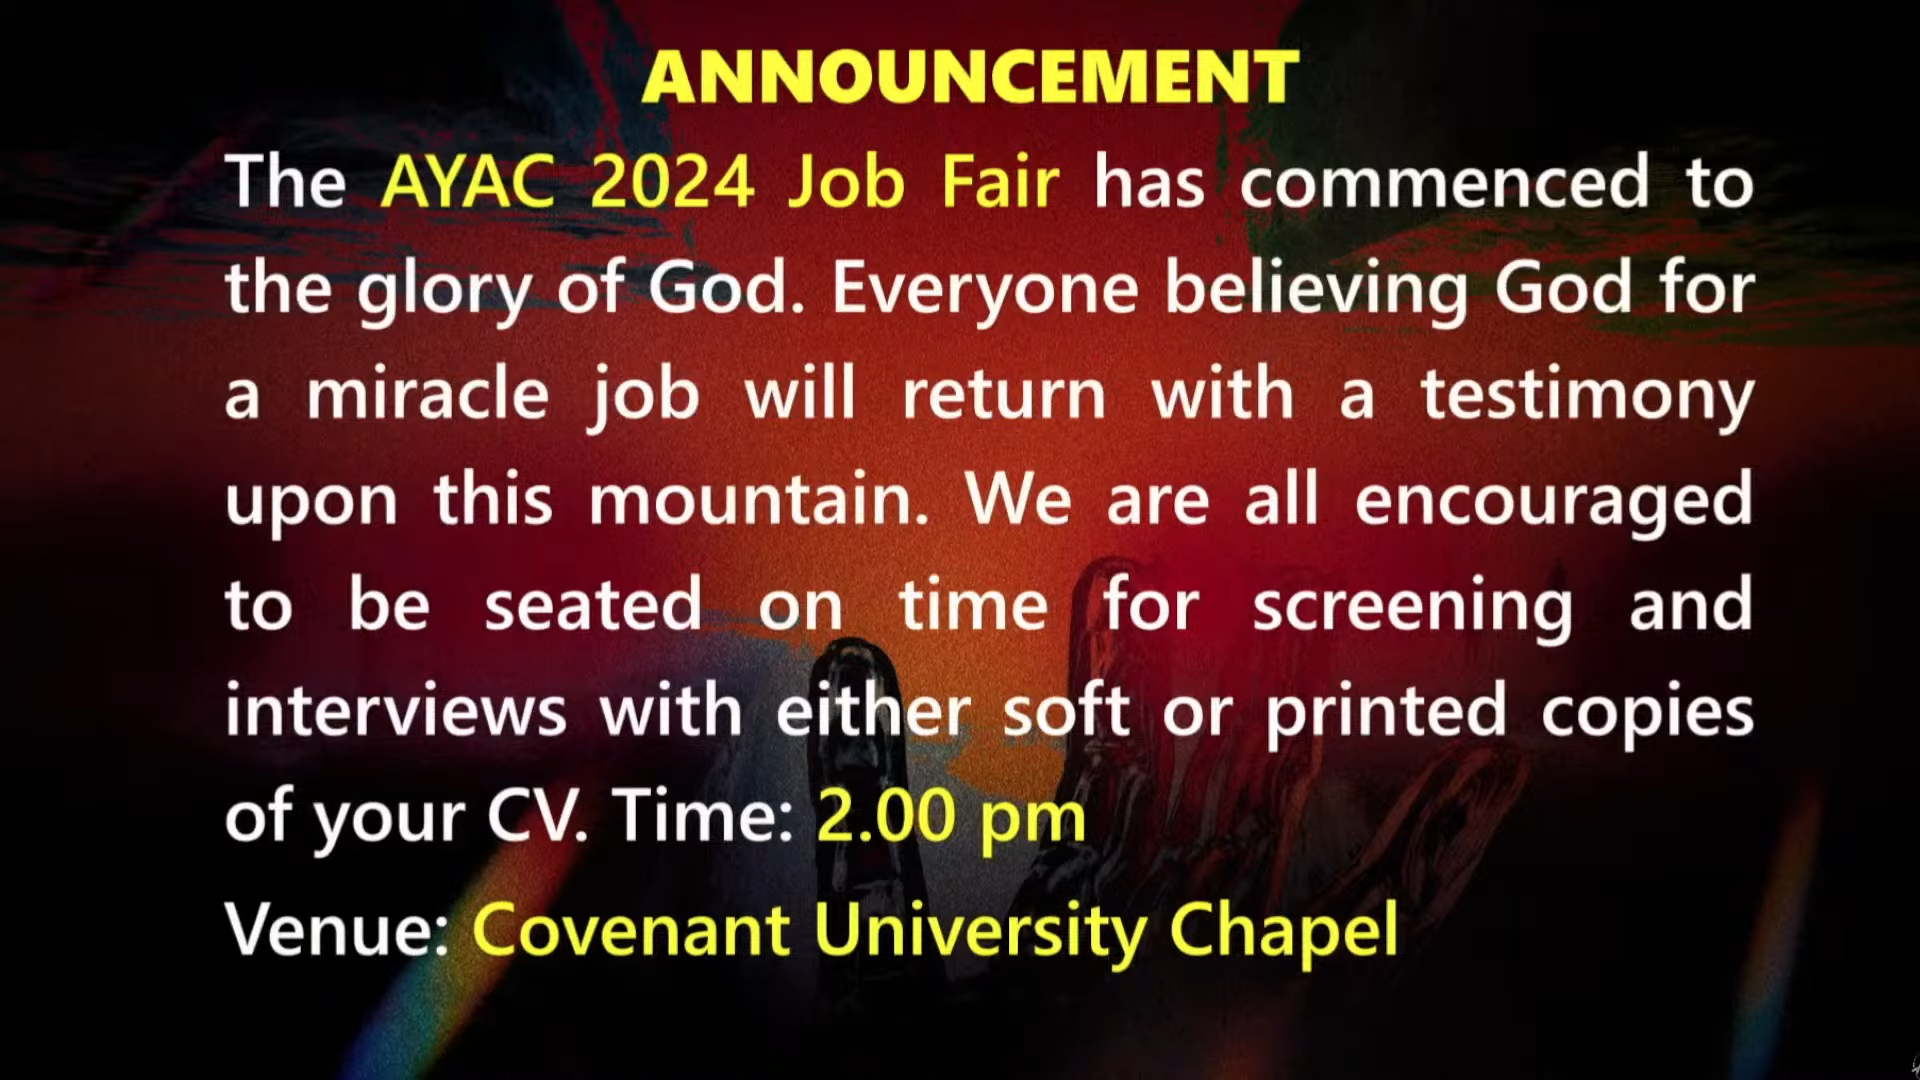 ANNOUNCEMENT
The AYAC 2024 Job Fair has commenced to
the glory of God. Everyone believing God for
a miracle job will return with a testimony
upon this mountain. We are all encouraged
to be seated on time for screening and
interviews with either soft or printed copies
of your CV. Time: 2.00 pm
Venue: Covenant University Chapel